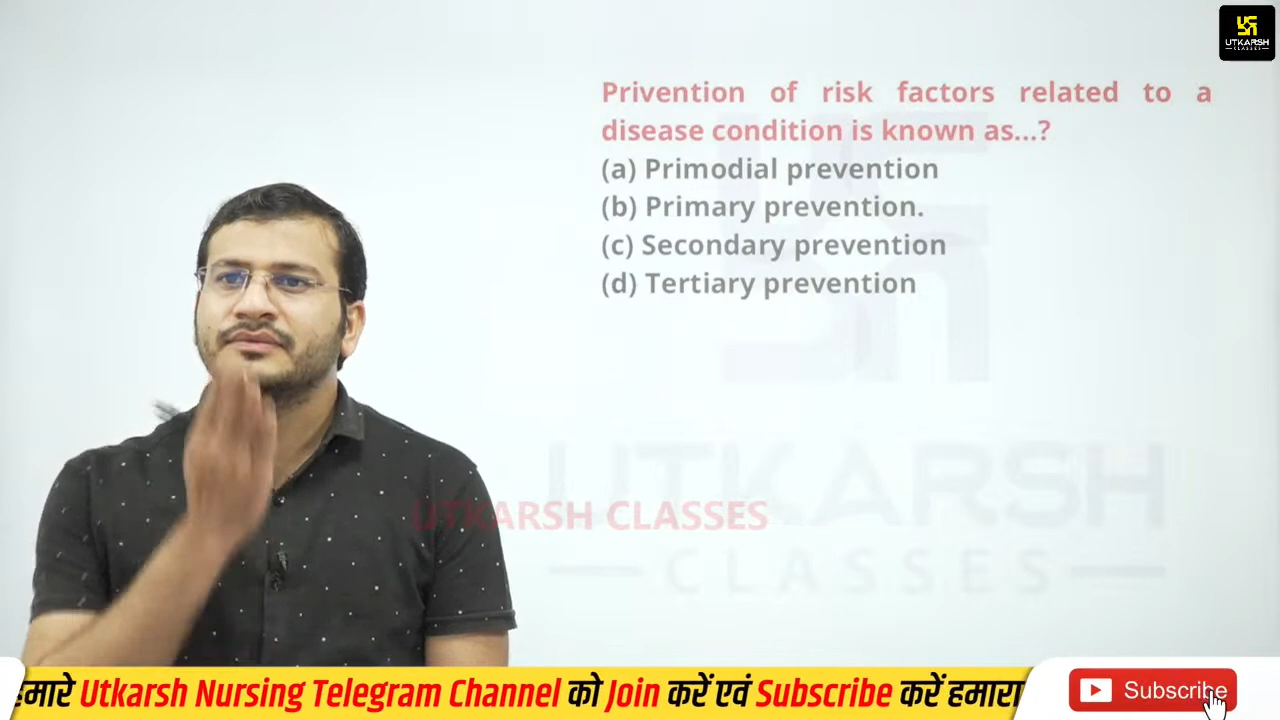 UTKARSH
CLASSES
Privention of risk factors related to a
disease condition is known as...?
(a) Primodial prevention
(b) Primary prevention.
(c) Secondary prevention
(d) Tertiary prevention
UTKARSH
UTKARSH CLASSES
CLASSES
Utkarsh Nursing Telegram Channel को Join करें एवं Subscribe करें हमारा
Subscribe